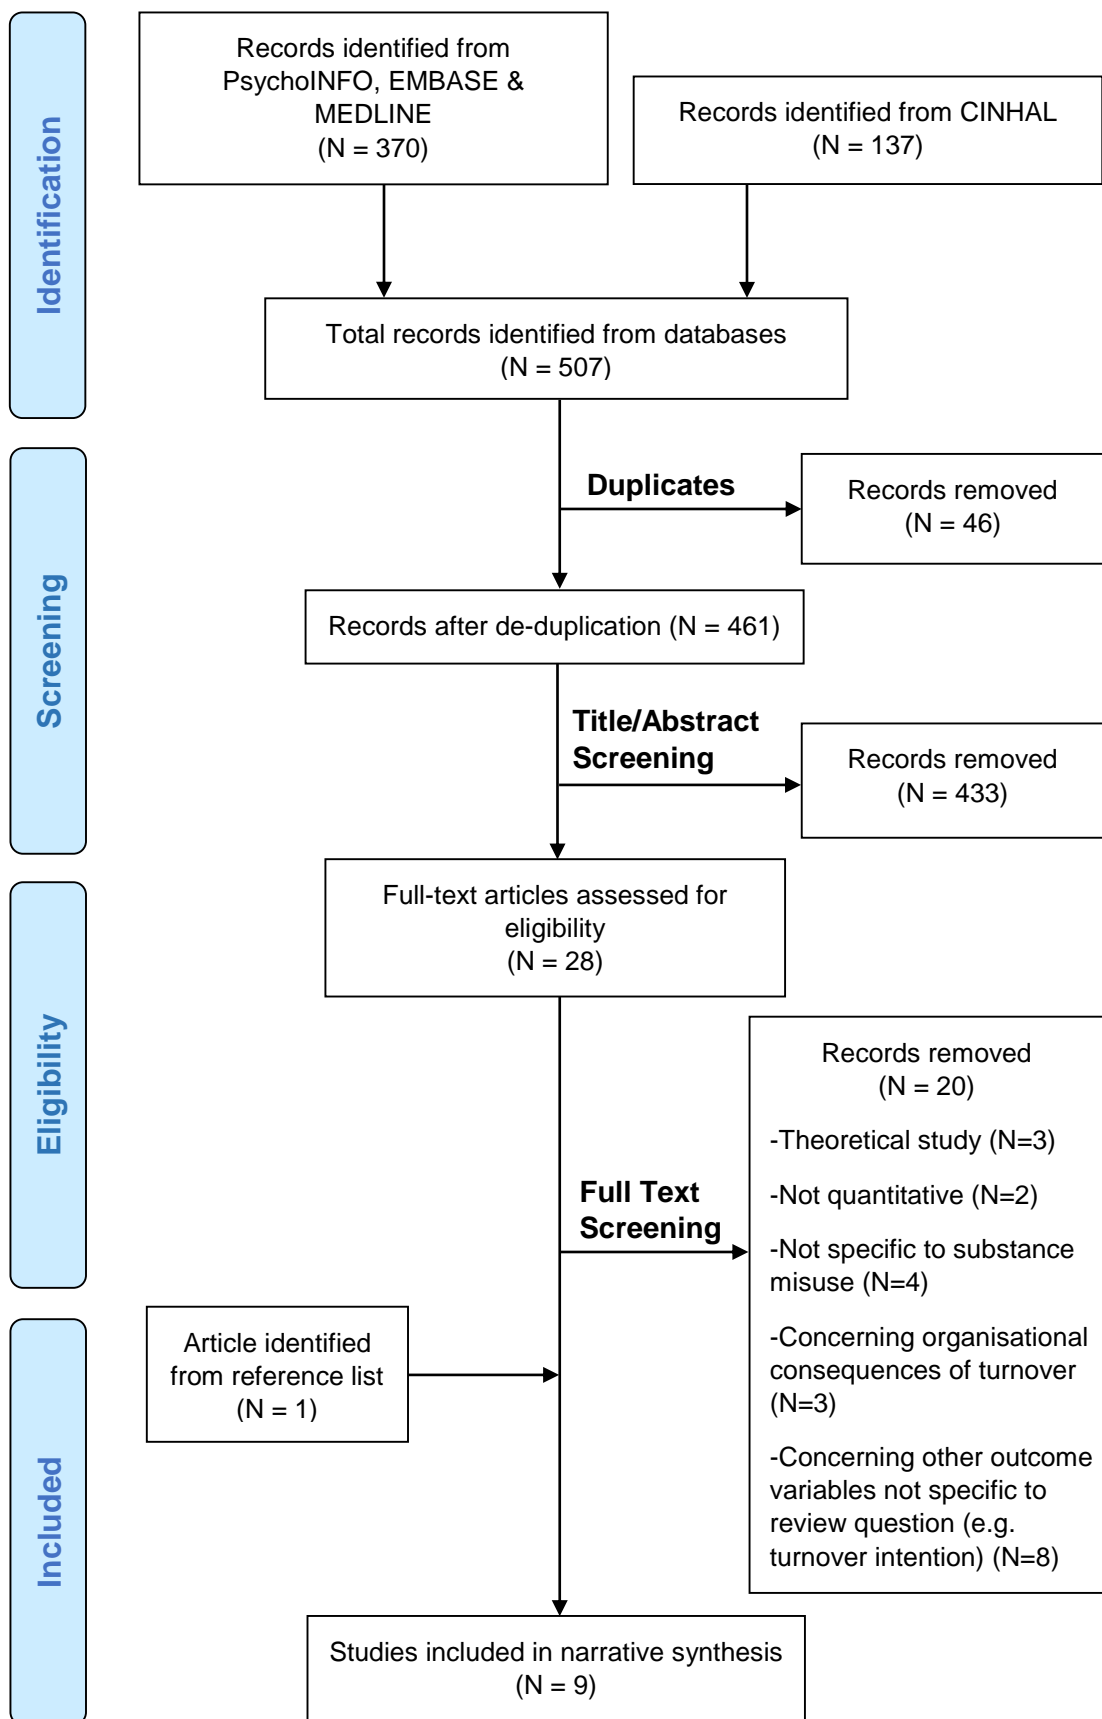 Identification
Records identified from
PsychoINFO, EMBASE &
MEDLINE
(N = 370)
Records identified from CINHAL
(N = 137)
Total records identified from databases
(N = 507)
Screening
Duplicates
Records removed
(N = 46)
Records after de-duplication (N = 461)
Title/Abstract
Screening
Records removed
(N = 433)
Eligibility
Full-text articles assessed for
eligibility
(N = 28)
Full Text
Screening
Records removed
(N = 20)
-Theoretical study (N=3)
-Not quantitative (N=2)
-Not specific to substance
misuse (N=4)
-Concerning organisational
consequences of turnover
(N=3)
-Concerning other outcome
variables not specific to
review question (e.g.
turnover intention) (N=8)
Included
Article identified
from reference list
(N = 1)
Studies included in narrative synthesis
(N = 9)